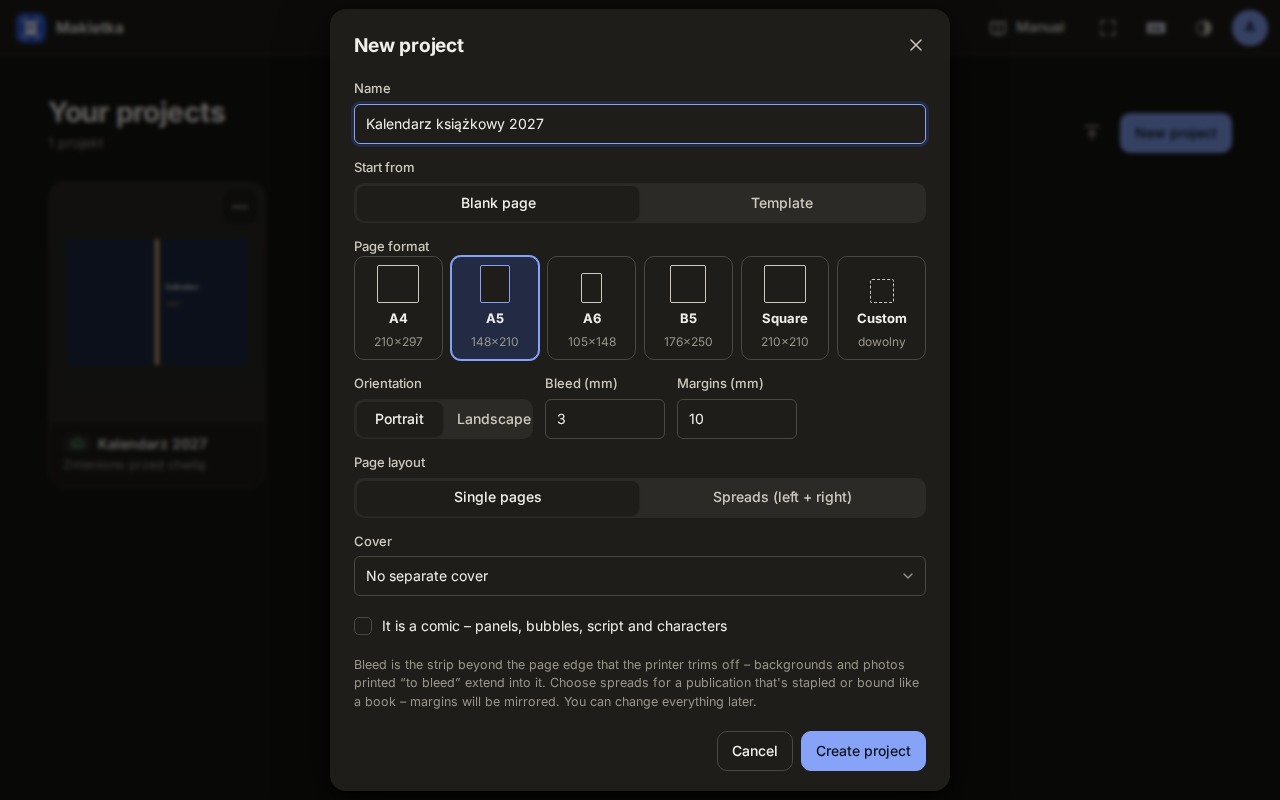 Makietka
Manual
A
Your projects
1 projekt
New project
Kalendarz 2027
Zmieniono przed chwilą
New project
Name
Kalendarz książkowy 2027
Start from
Blank page
Template
Page format
A4
210×297
A5
148×210
A6
105×148
B5
176×250
Square
210×210
Custom
dowolny
Orientation
Portrait
Landscape
Bleed (mm)
3
Margins (mm)
10
Page layout
Single pages
Spreads (left + right)
Cover
No separate cover
It is a comic – panels, bubbles, script and characters
Bleed is the strip beyond the page edge that the printer trims off – backgrounds and photos
printed “to bleed” extend into it. Choose spreads for a publication that's stapled or bound like
a book – margins will be mirrored. You can change everything later.
Cancel
Create project